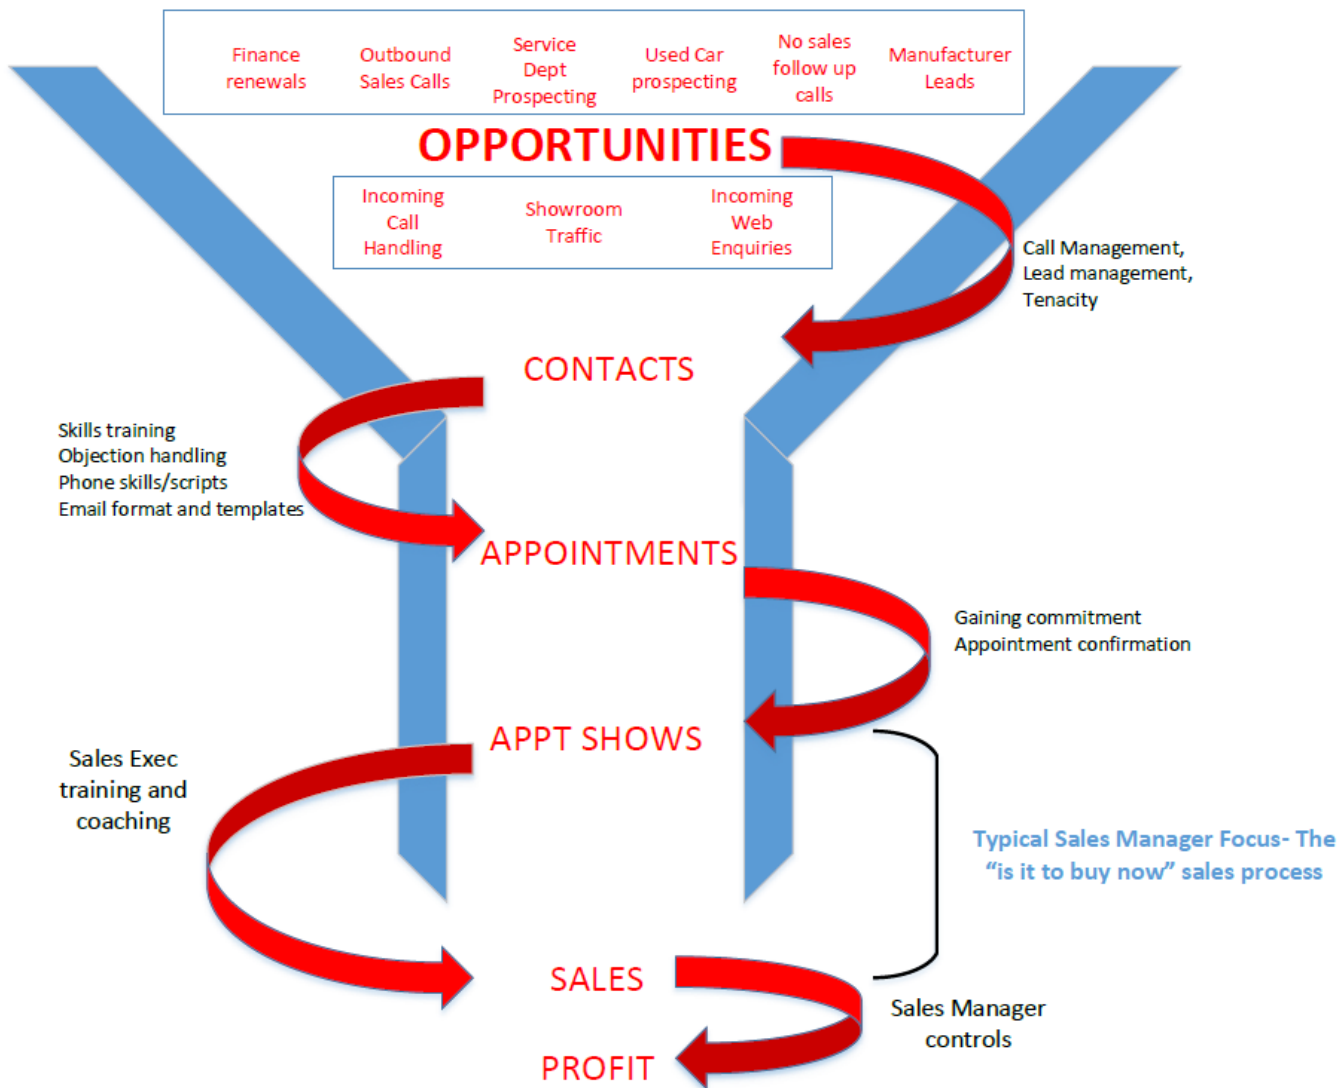 Finance
renewals
Outbound
Sales Calls
Service
Dept
Prospecting
Used Car
prospecting
No sales
follow up
calls
Manufacturer
Leads
OPPORTUNITIES
Incoming
Call
Handling
Showroom
Traffic
Incoming
Web
Enquiries
Call Management,
Lead management,
Tenacity
CONTACTS
Skills training
Objection handling
Phone skills/scripts
Email format and templates
APPOINTMENTS
Gaining commitment
Appointment confirmation
APPT SHOWS
Sales Exec
training and
coaching
Typical Sales Manager Focus- The
“is it to buy now” sales process
SALES
Sales Manager
controls
PROFIT